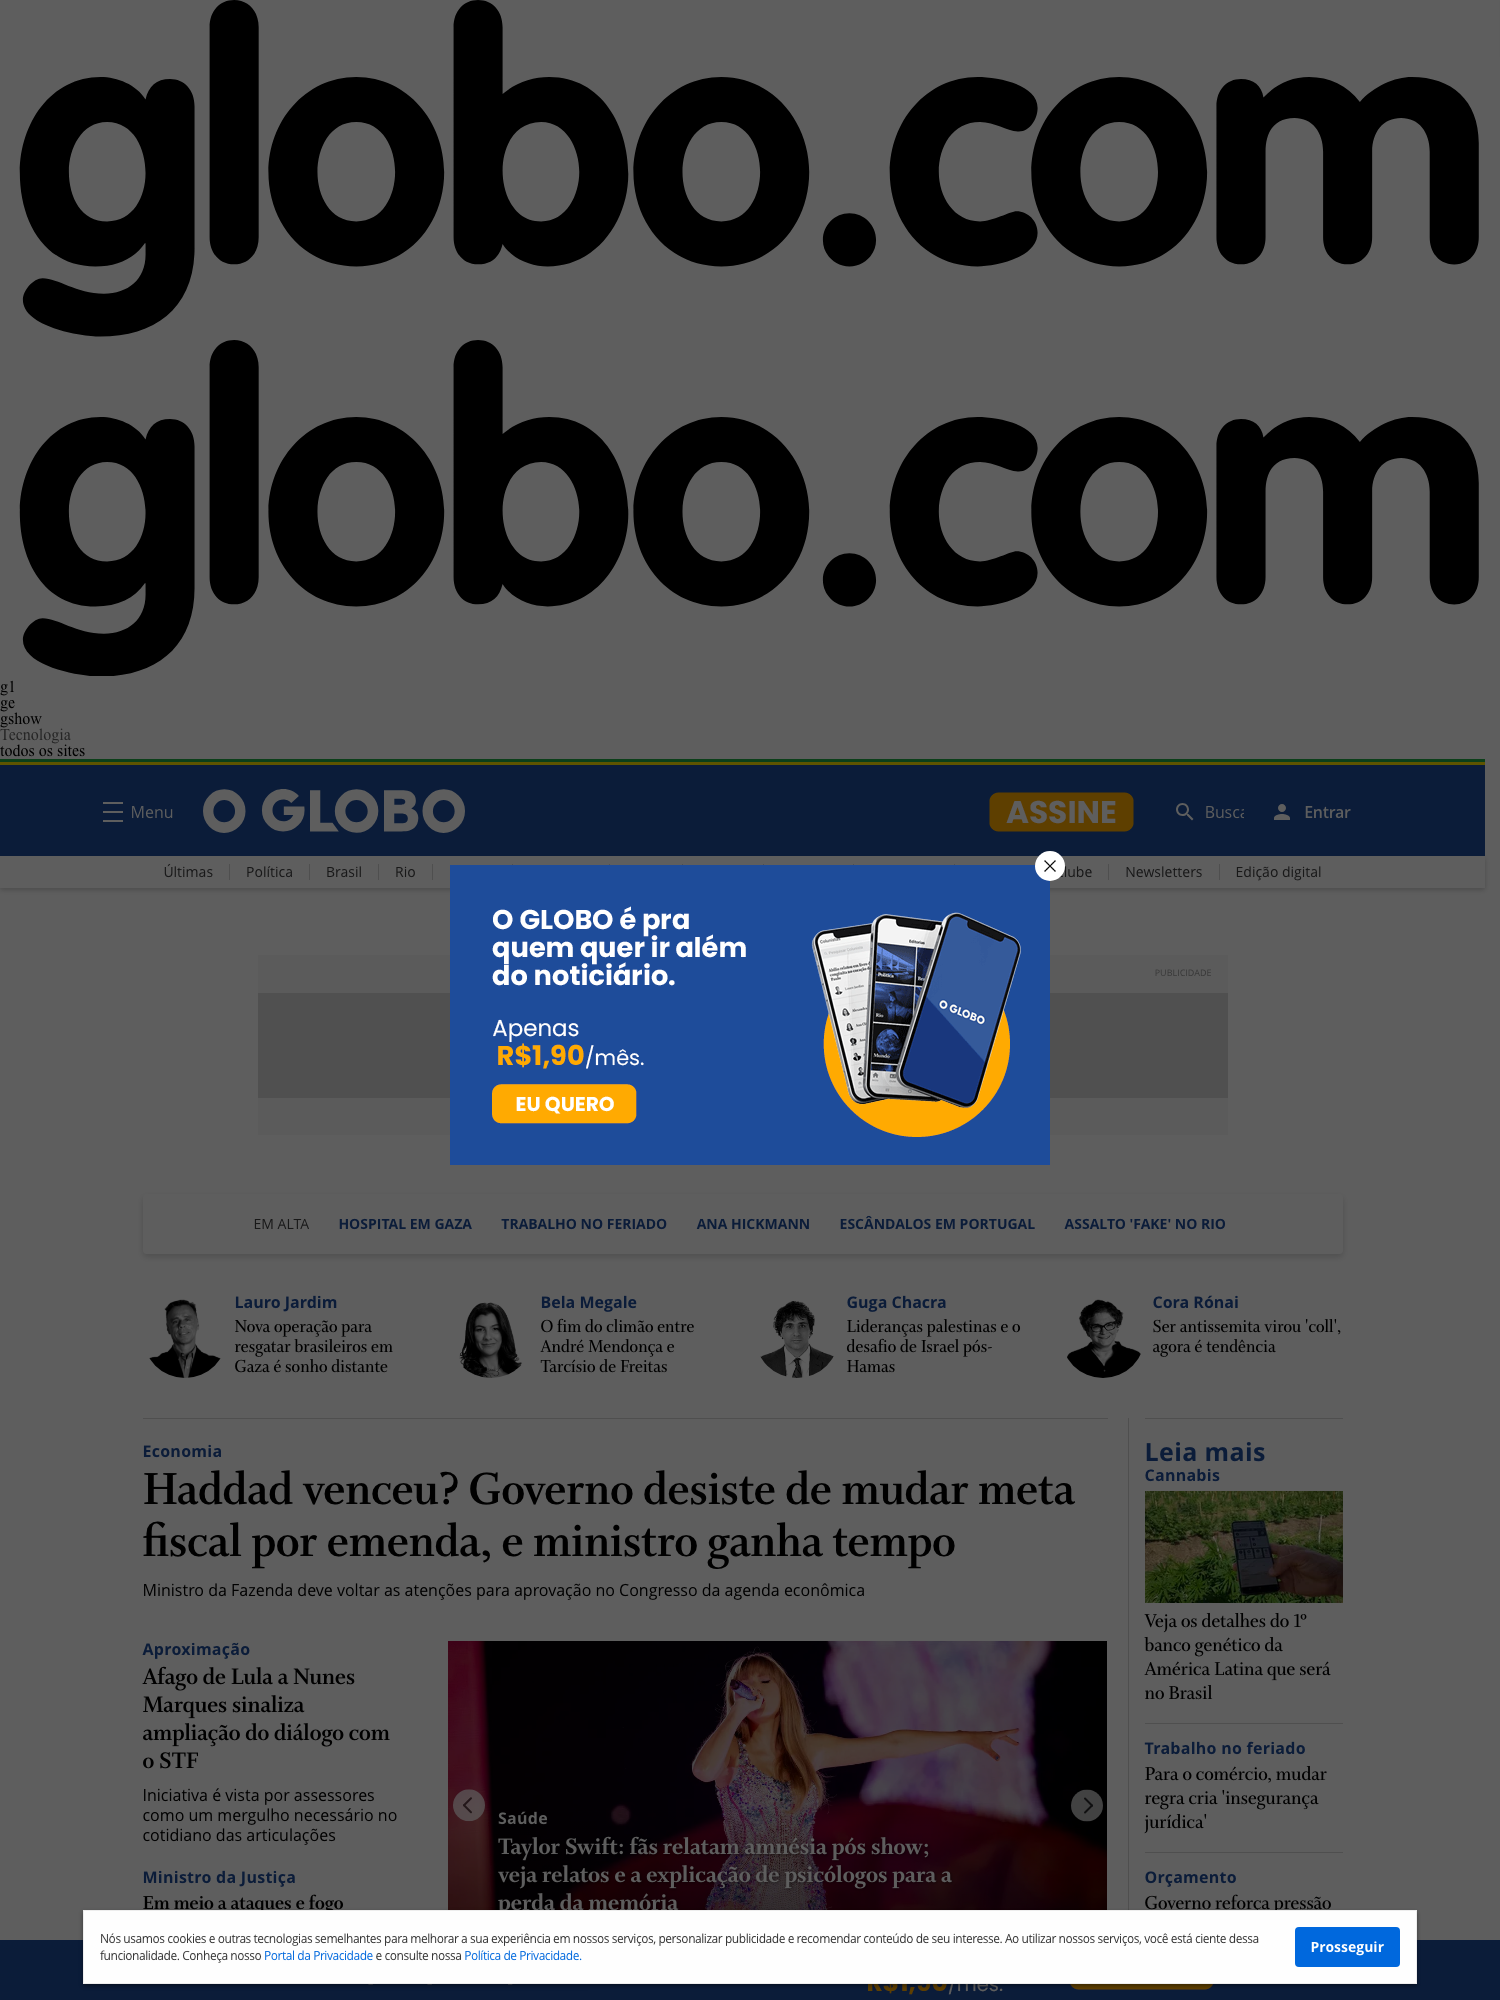 globo.com
globo.com
g1
ge
gshow
Tecnologia
todos os sites
Menu
O GLOBO
ASSINE
Entrar
Últimas
Política
Brasil
Rio
Newsletters
Edição digital
PUBLICIDADE
O GLOBO é pra
quem quer ir além
do noticiário.
Apenas
R$1,90/mês.
EU QUERO
O GLOBO
EM ALTA
HOSPITAL EM GAZA
TRABALHO NO FERIADO
ANA HICKMANN
ESCÂNDALOS EM PORTUGAL
ASSALTO 'FAKE' NO RIO
Lauro Jardim
Nova operação para
resgatar brasileiros em
Gaza é sonho distante
Bela Megale
O fim do climão entre
André Mendonça e
Tarcísio de Freitas
Guga Chacra
Lideranças palestinas e o
desafio de Israel pós-
Hamas
Cora Rónai
Ser antissemita virou 'coll',
agora é tendência
Economia
Haddad venceu? Governo desiste de mudar meta
fiscal por emenda, e ministro ganha tempo
Ministro da Fazenda deve voltar as atenções para aprovação no Congresso da agenda econômica
Aproximação
Afago de Lula a Nunes
Marques sinaliza
ampliação do diálogo com
o STF
Iniciativa é vista por assessores
como um mergulho necessário no
cotidiano das articulações
Ministro da Justiça
Em meio a ataques e fogo
Saúde
Taylor Swift: fãs relatam amnésia pós show;
veja relatos e a explicação de psicólogos para a
perda da memória
Leia mais
Cannabis
Veja os detalhes do 1º
banco genético da
América Latina que será
no Brasil
Trabalho no feriado
Para o comércio, mudar
regra cria 'insegurança
jurídica'
Orçamento
Governo reforça pressão
Nós usamos cookies e outras tecnologias semelhantes para melhorar a sua experiência em nossos serviços, personalizar publicidade e recomendar conteúdo de seu interesse. Ao utilizar nossos serviços, você está ciente dessa
funcionalidade. Conheça nosso Portal da Privacidade e consulte nossa Política de Privacidade.
Prosseguir
R$1,90/mês.